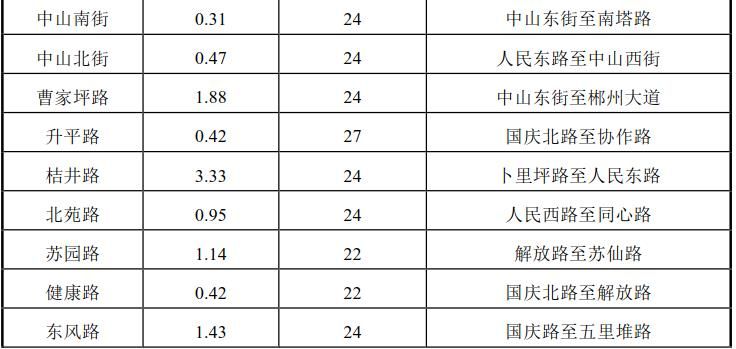 中山南街 0.31 24 中山东街至南塔路
中山北街 0.47 24 人民东路至中山西街
曹家坪路 1.88 24 中山东街至郴州大道
升平路 0.42 27 国庆北路至协作路
桔井路 3.33 24 卜里坪路至人民东路
北苑路 0.95 24 人民西路至同心路
苏园路 1.14 22 解放路至苏仙路
健康路 0.42 22 国庆北路至解放路
东风路 1.43 24 国庆路至五里堆路